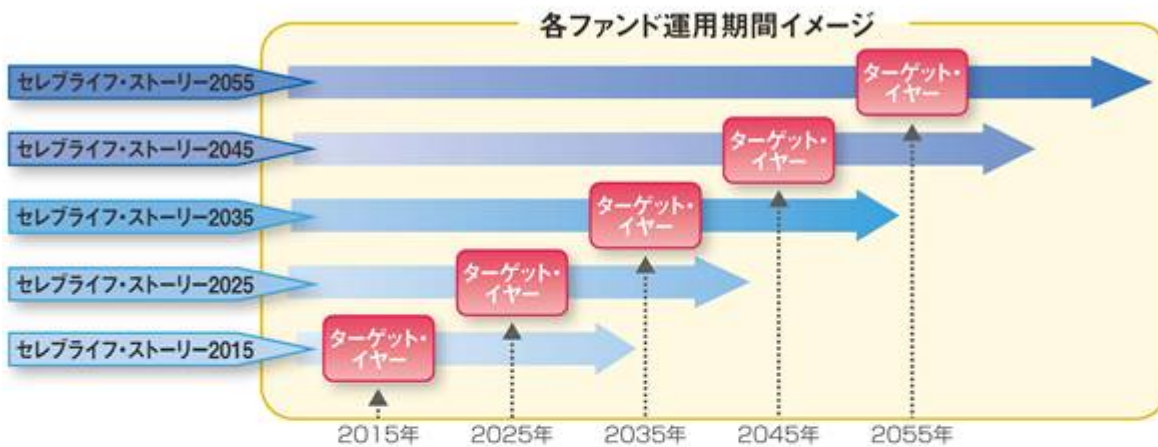 各ファンド運用期間イメージ
セレブライフ・ストーリー2055
ターゲット・
イヤー
セレブライフ・ストーリー2045
ターゲット・
イヤー
セレブライフ・ストーリー2035
ターゲット・
イヤー
セレブライフ・ストーリー2025
ターゲット・
イヤー
セレブライフ・ストーリー2015
ターゲット・
イヤー
2015年 2025年 2035年 2045年 2055年